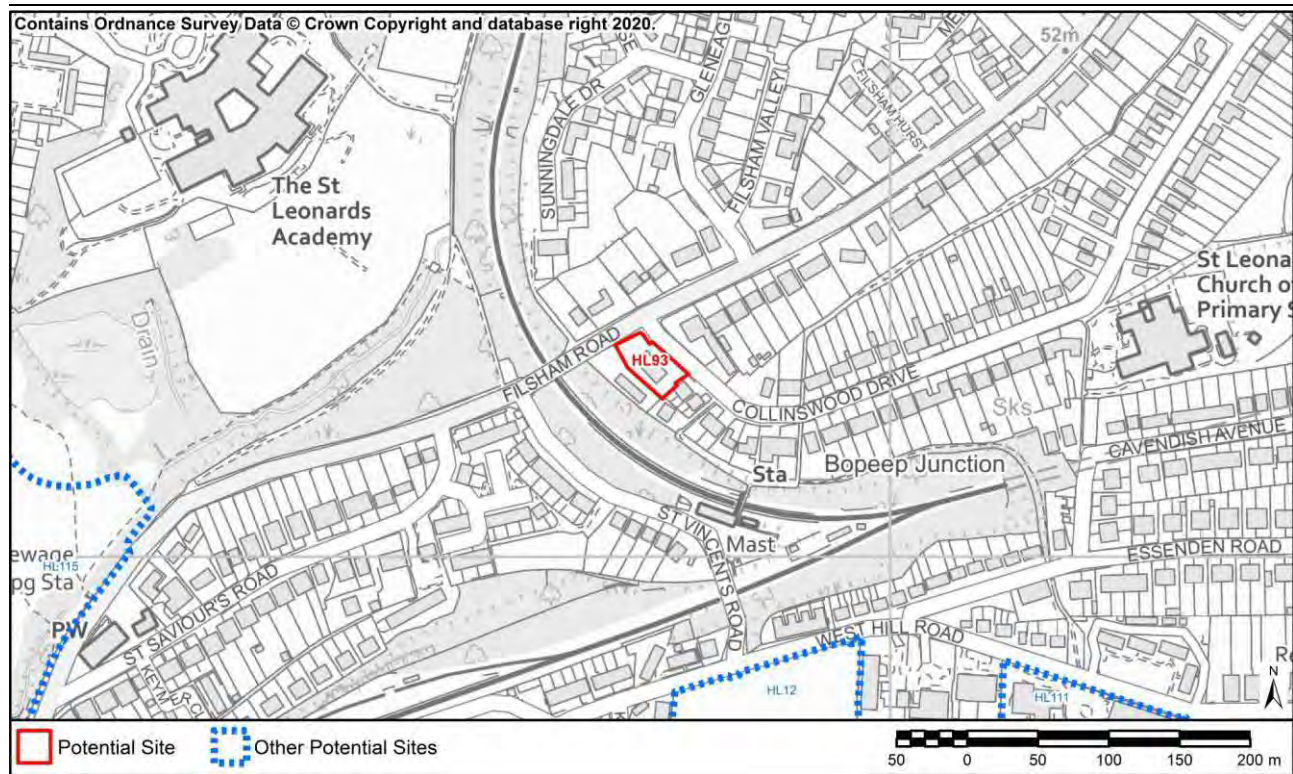 Contains Ordnance Survey Data © Crown Copyright and database right 2020.
52m
SUNNINGDALE DR
FILSHAM VALLEY
FILSHAM HURST
The St
Leonards
Academy
Drain
St Leona
Church of
Primary S
FILSHAM ROAD
HL93
COLLINSWOOD DRIVE
Sks
CAVENDISH AVENUE
Sta
Bopeep Junction
ST VINCENTS ROAD
Mast
ESSENDEN ROAD
ewage
HL115
pg Sta
PW
ST SAVIOUR'S ROAD
WEST HILL ROAD
HL12
HL111
N
Potential Site
Other Potential Sites
50 0 50 100 150 200 m